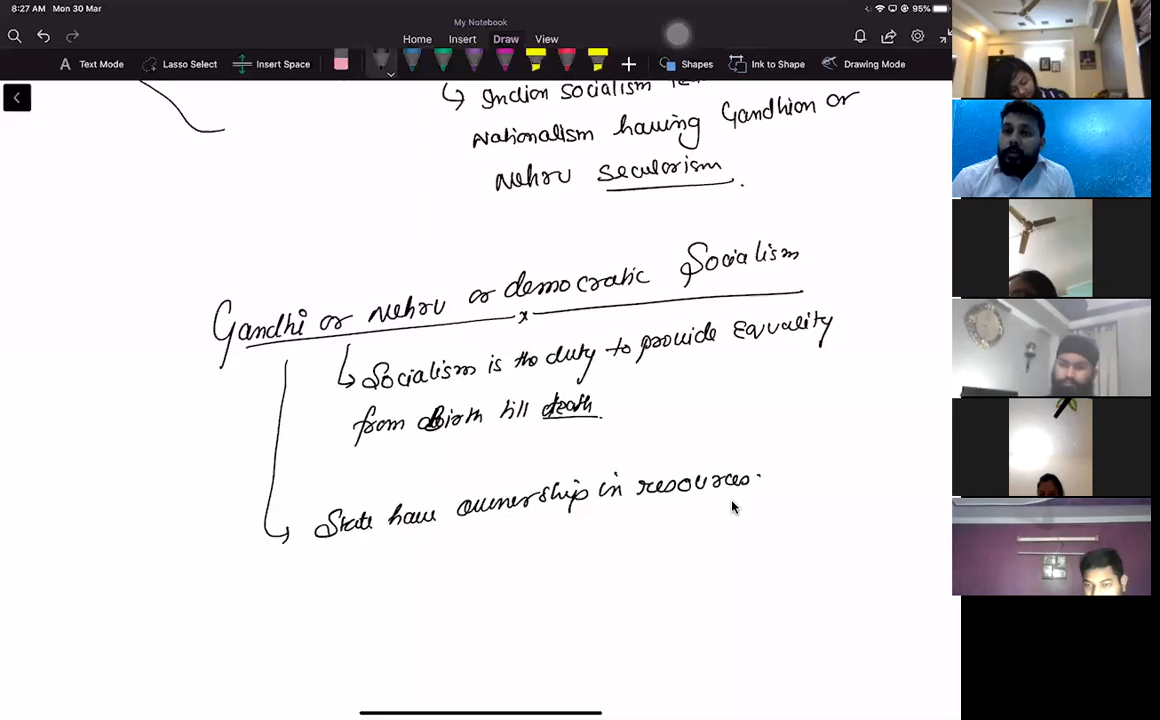 8:27 AM Mon 30 Mar
95%
My Notebook
Home Insert Draw View
Text Mode Lasso Select Insert Space Shapes Ink to Shape Drawing Mode
Indian Socialism
Nationalism having Gandhian or
Nehru secularism.
Gandhi or Nehru or democratic Socialism
x
Socialism is the duty to provide Equality
from Birth till death.
State have ownership in resources.